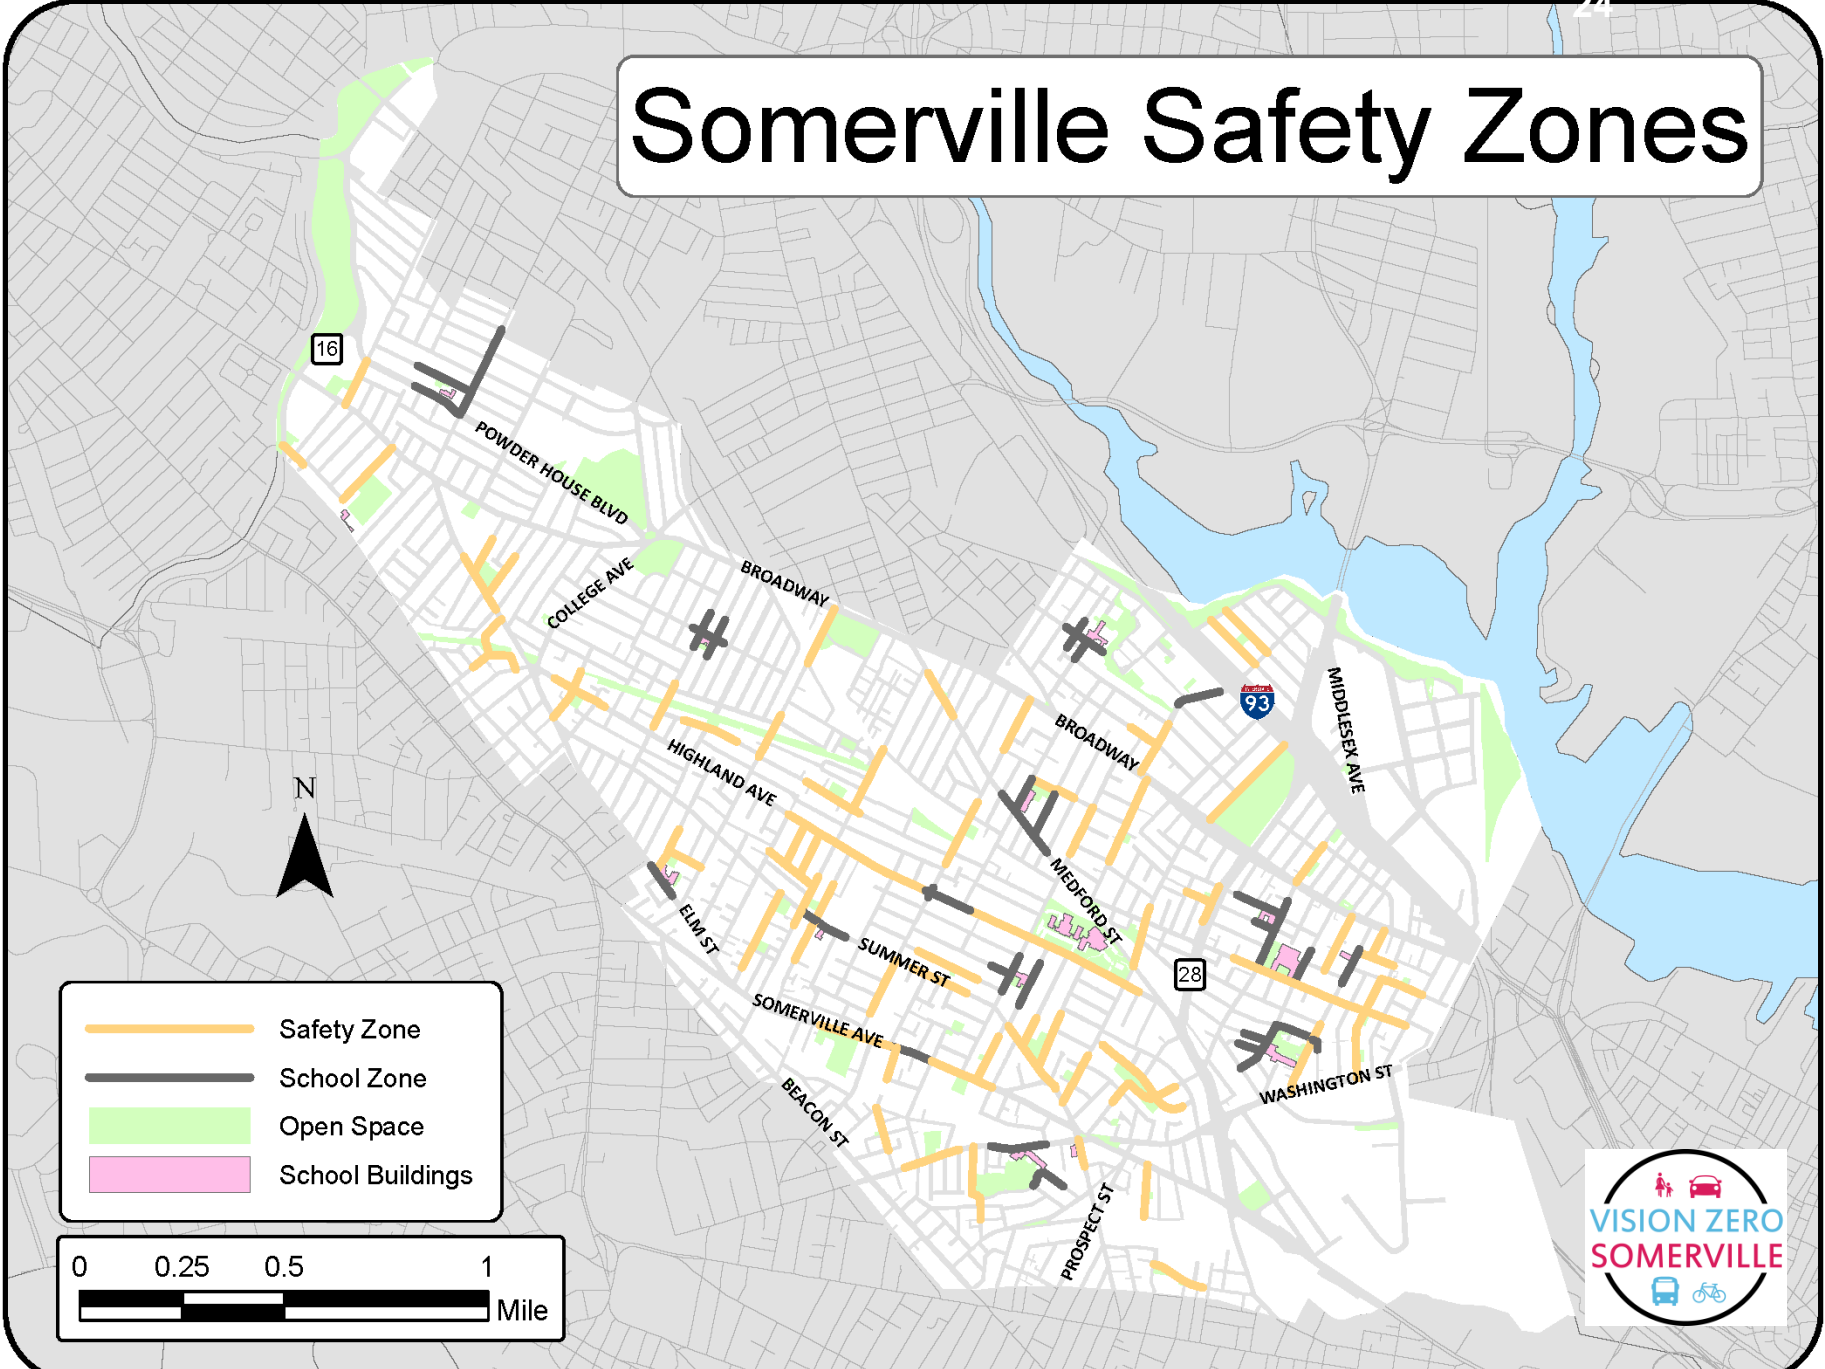 24
Somerville Safety Zones
16
POWDER HOUSE BLVD
COLLEGE AVE
BROADWAY
93
MIDDLESEX AVE
BROADWAY
HIGHLAND AVE
N
MEDFORD ST
ELM ST
SUMMER ST
28
SOMERVILLE AVE
WASHINGTON ST
BEACON ST
PROSPECT ST
Safety Zone
School Zone
Open Space
School Buildings
0 0.25 0.5 1
Mile
VISION ZERO
SOMERVILLE